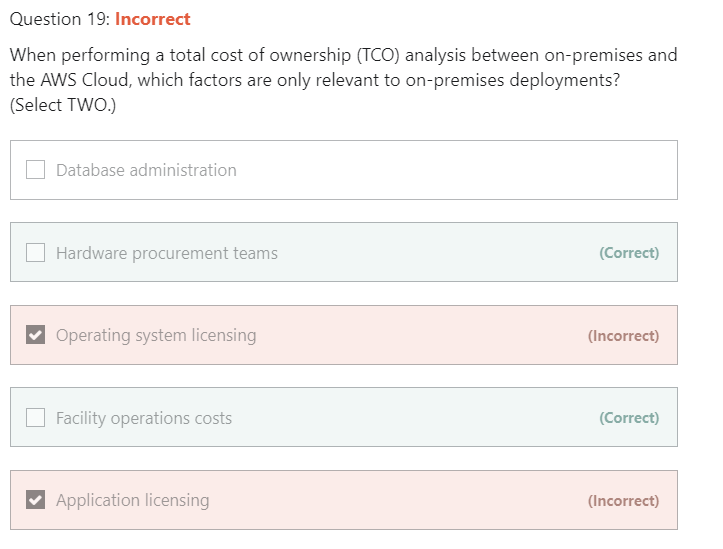 Question 19: Incorrect
When performing a total cost of ownership (TCO) analysis between on-premises and
the AWS Cloud, which factors are only relevant to on-premises deployments?
(Select TWO.)
Database administration
Hardware procurement teams (Correct)
Operating system licensing (Incorrect)
Facility operations costs (Correct)
Application licensing (Incorrect)